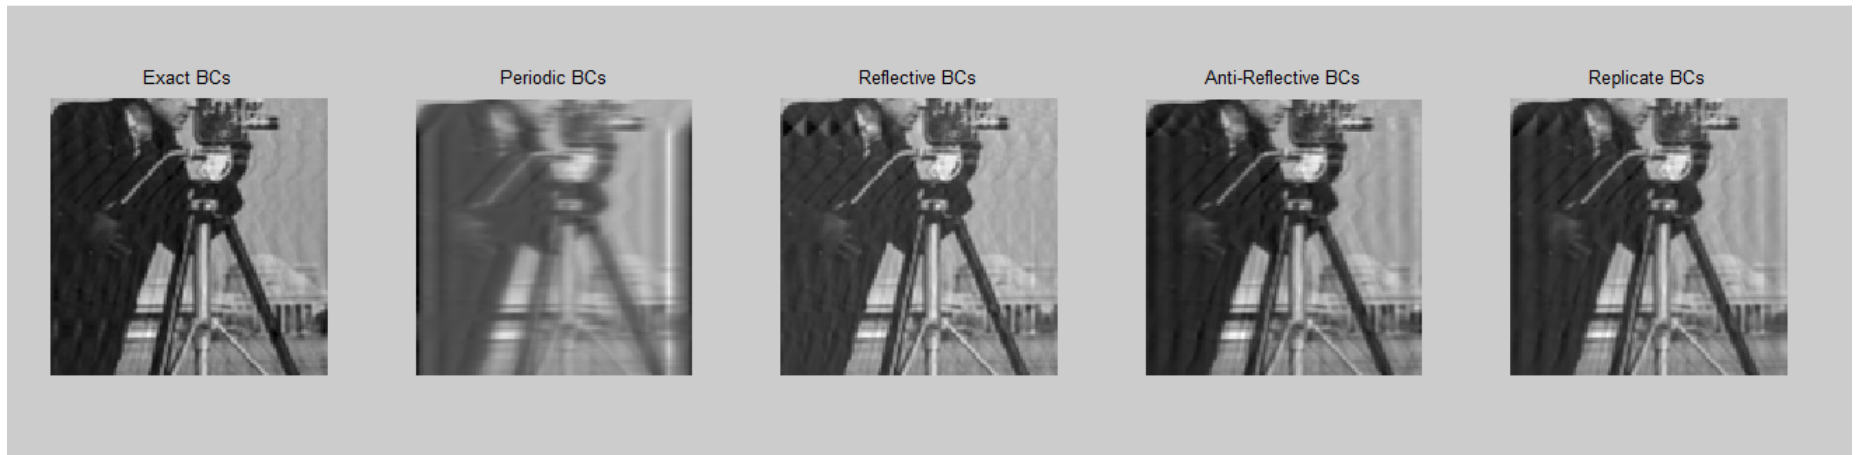 Exact BCs
Periodic BCs
Reflective BCs
Anti-Reflective BCs
Replicate BCs